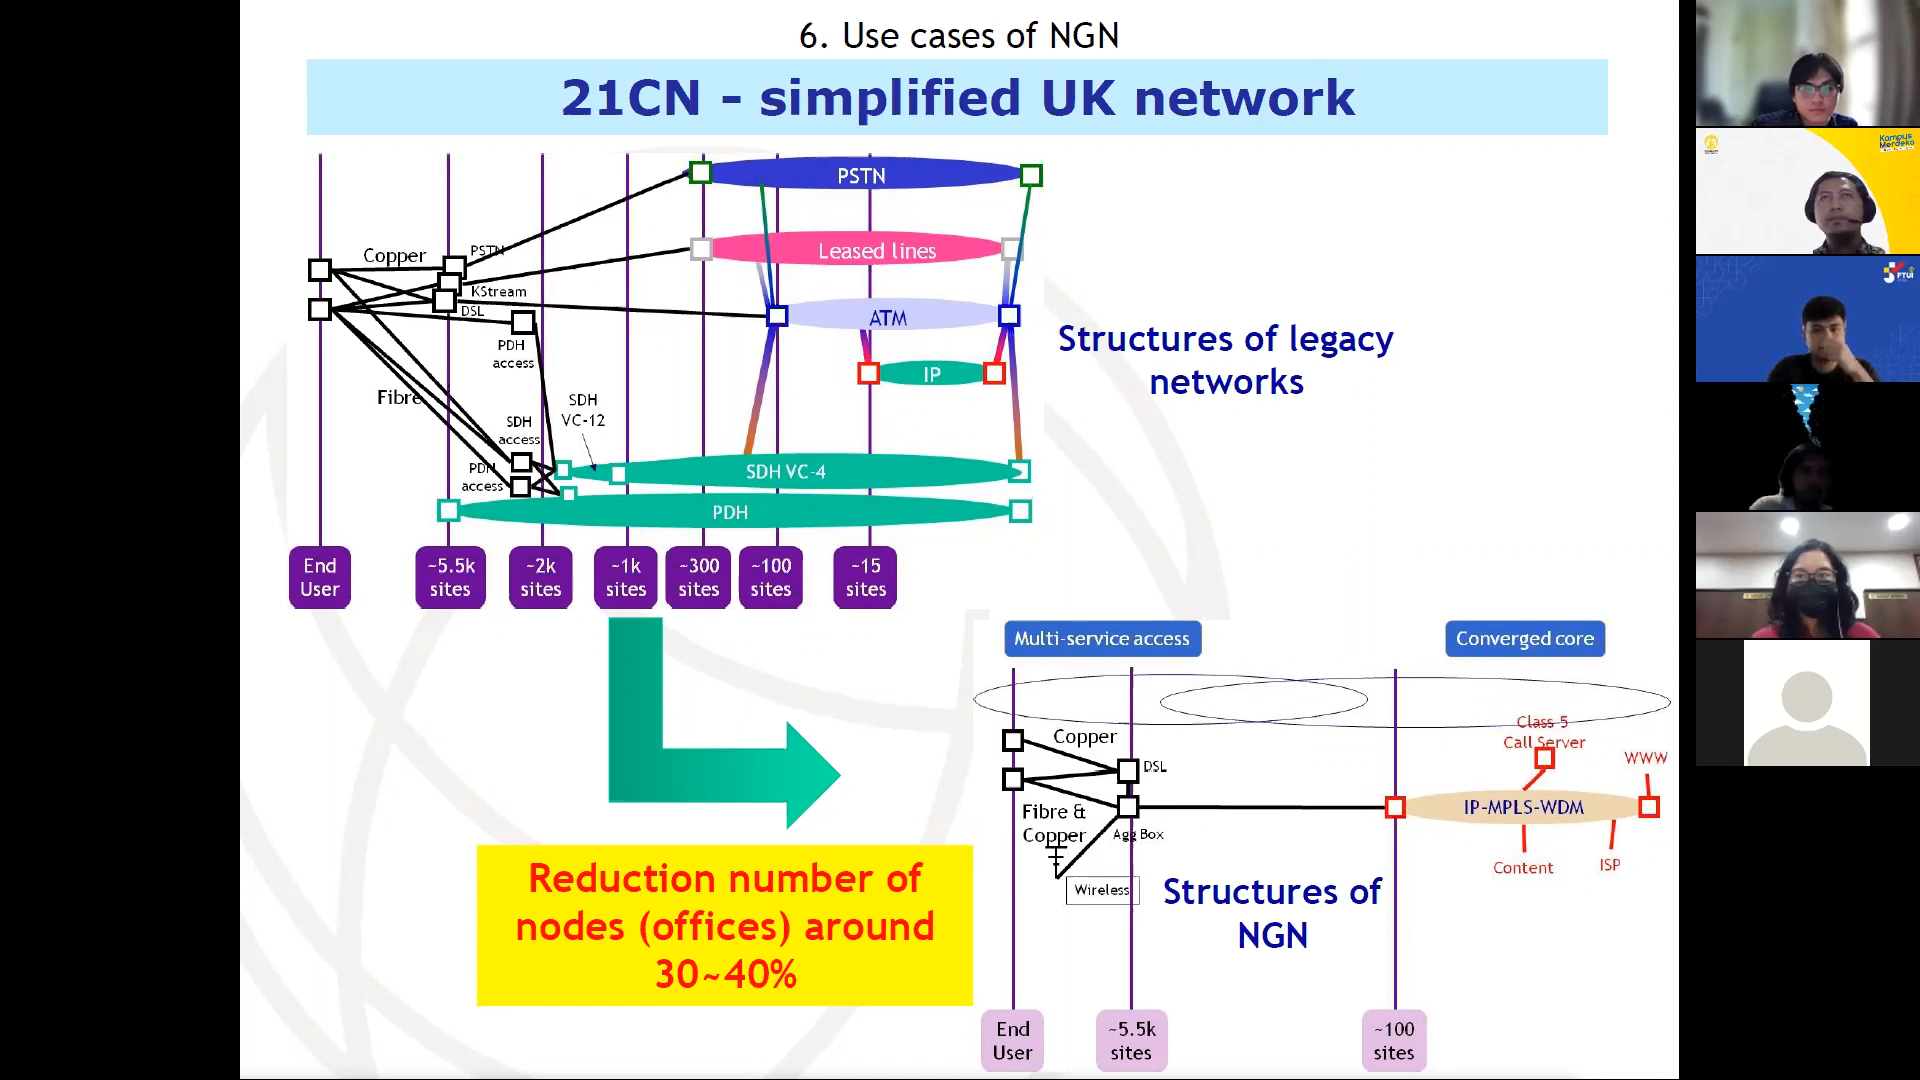 6. Use cases of NGN
21CN - simplified UK network
PSTN
Leased lines
ATM
IP
SDH VC-4
PDH
Copper
PSTN
KStream
DSL
PDH
access
Fibre
SDH
VC-12
SDH
access
PDH
access
Structures of legacy
networks
End
User
~5.5k
sites
~2k
sites
~1k
sites
~300
sites
~100
sites
~15
sites
Multi-service access
Converged core
Copper
DSL
Fibre &
Copper
Agg Box
Wireless
Class 5
Call Server
WWW
IP-MPLS-WDM
Content
ISP
Structures of
NGN
Reduction number of
nodes (offices) around
30~40%
End
User
~5.5k
sites
~100
sites
Kampus
Merdeka
FTUI